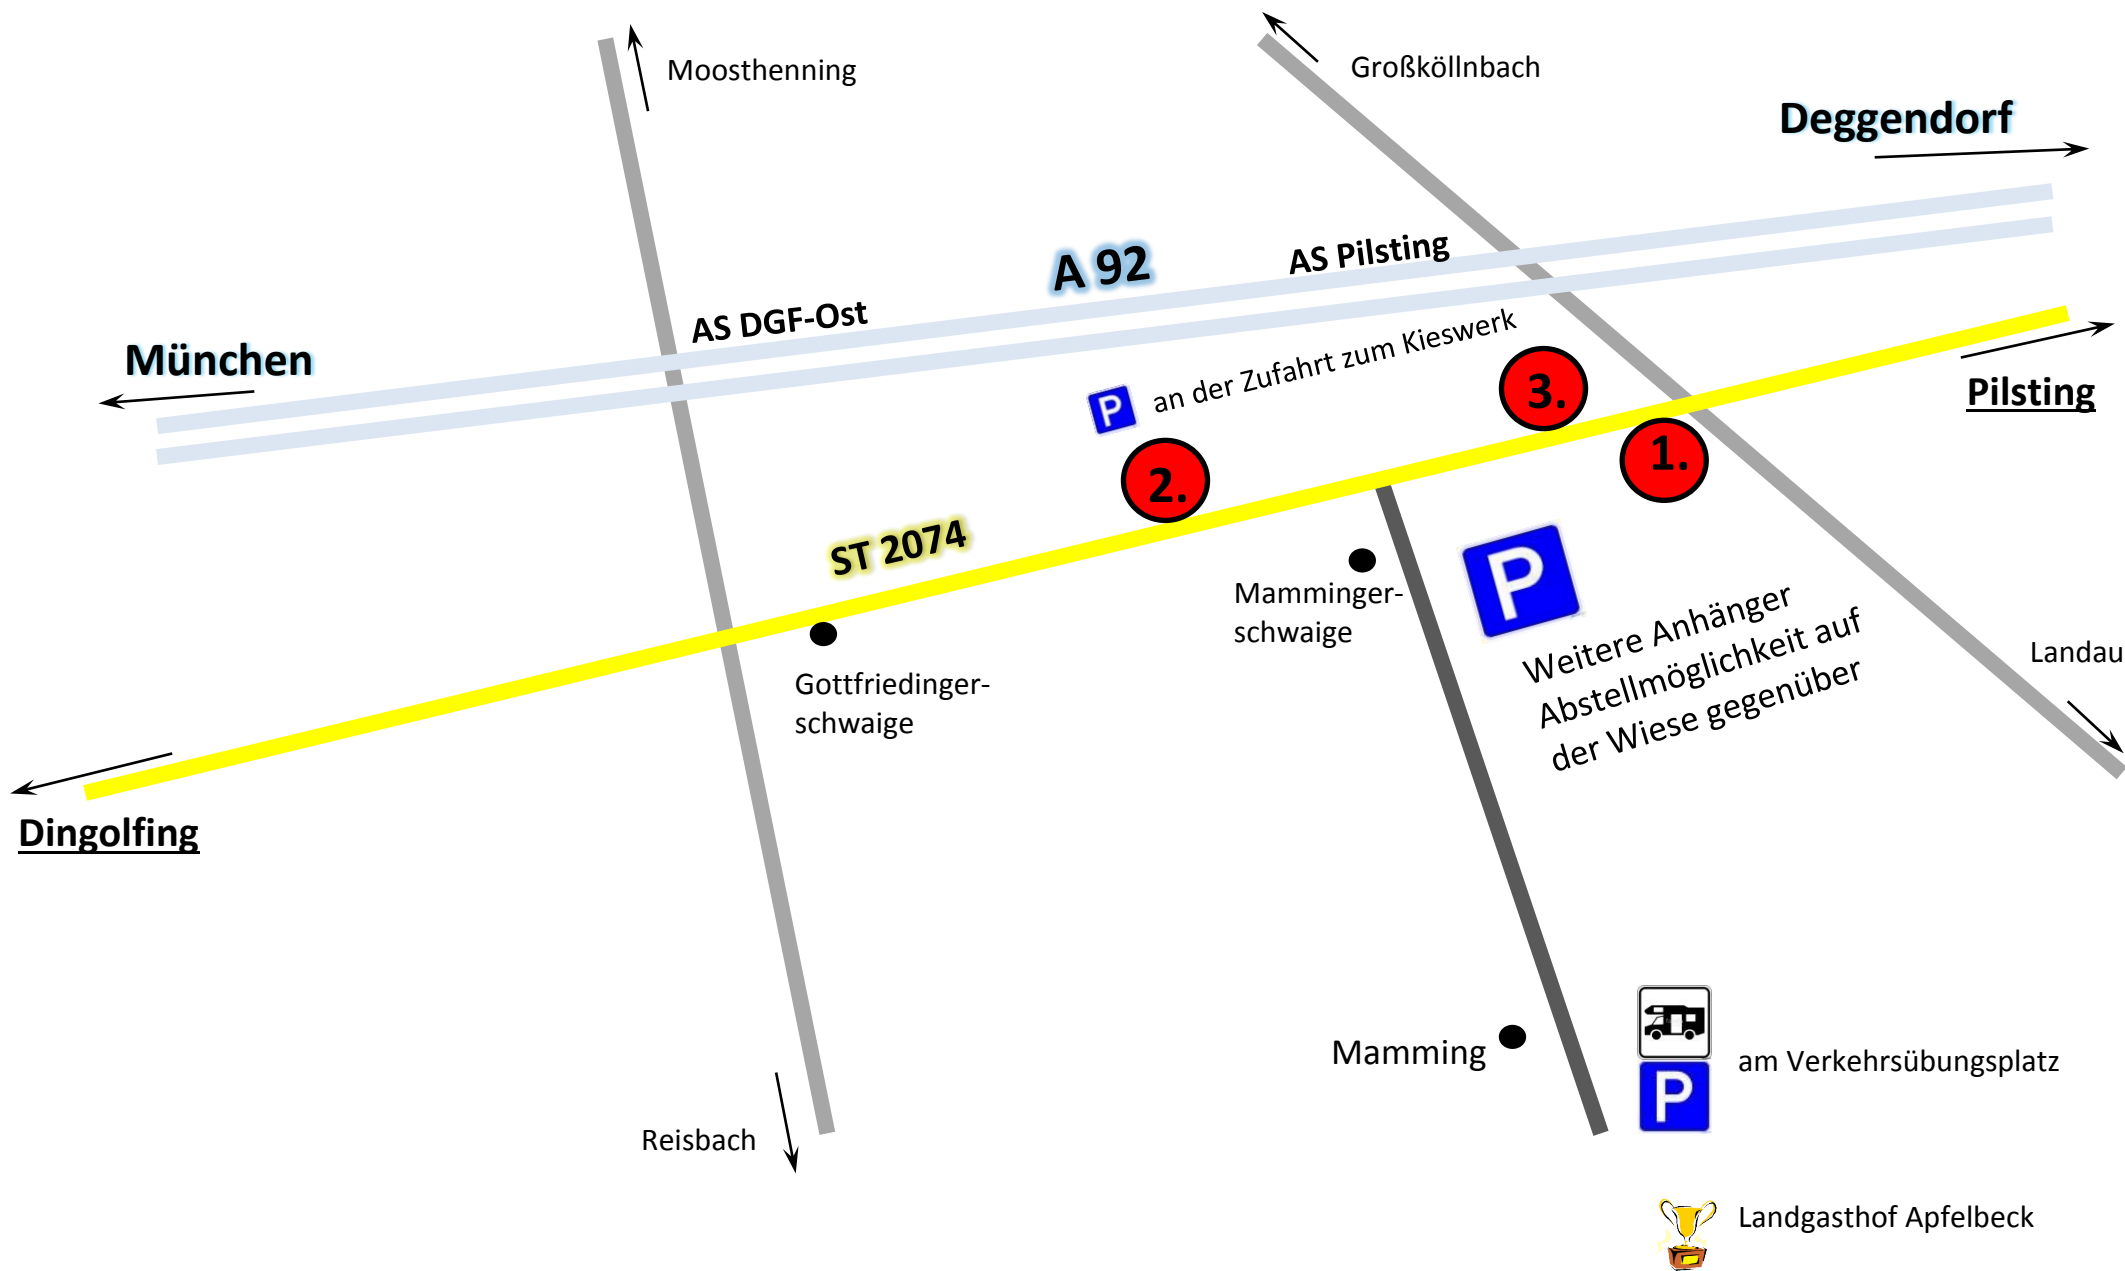 Moosthenning
Großköllnbach
Deggendorf
A 92
AS Pilsting
AS DGF-Ost
München
P an der Zufahrt zum Kieswerk
3.
Pilsting
1.
2.
ST 2074
P
Mamminger-
schwaige
Weitere Anhänger
Abstellmöglichkeit auf
der Wiese gegenüber
Landau
Gottfriedinger-
schwaige
Dingolfing
Mamming
am Verkehrsübungsplatz
P
Reisbach
Landgasthof Apfelbeck